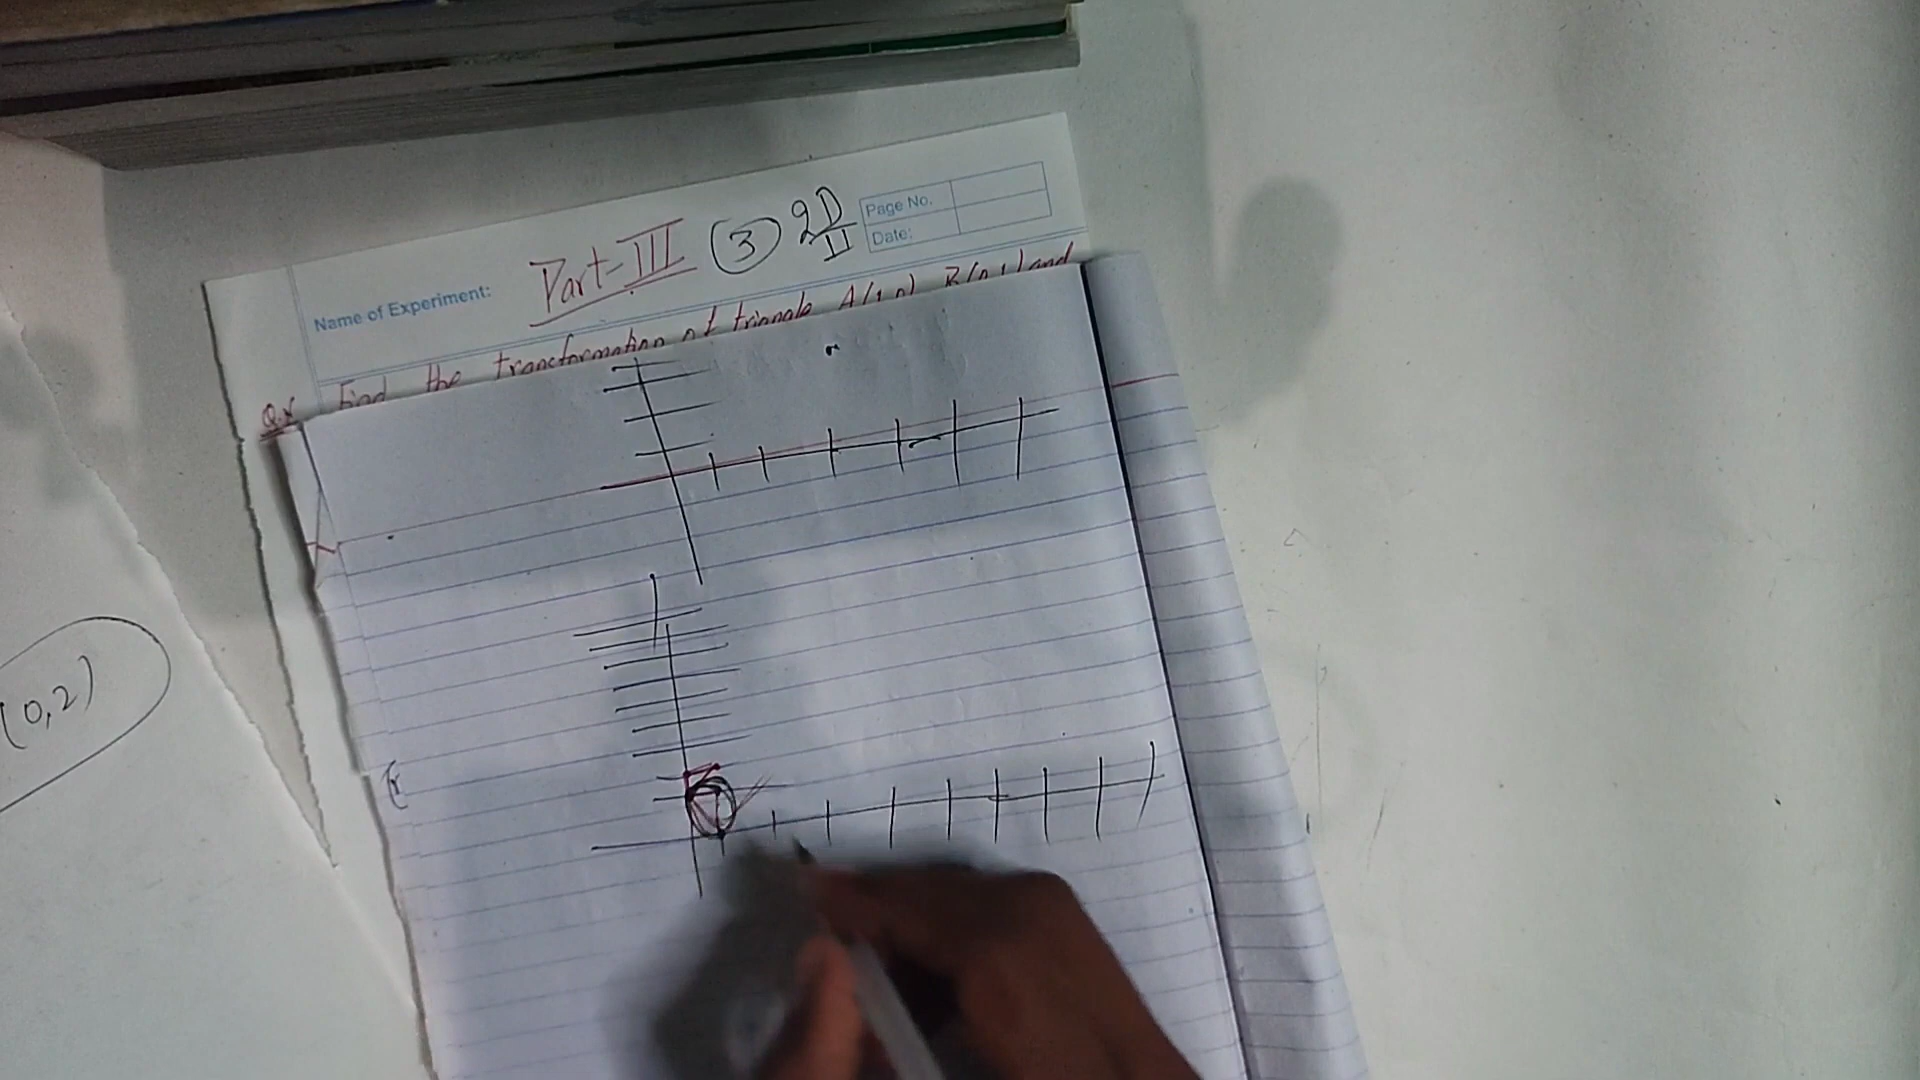 Part-III 3 2D
II
Page No.
Date:
Name of Experiment:
Find the transformation of triangle A(1,0) B(0,1) and
(0,2)